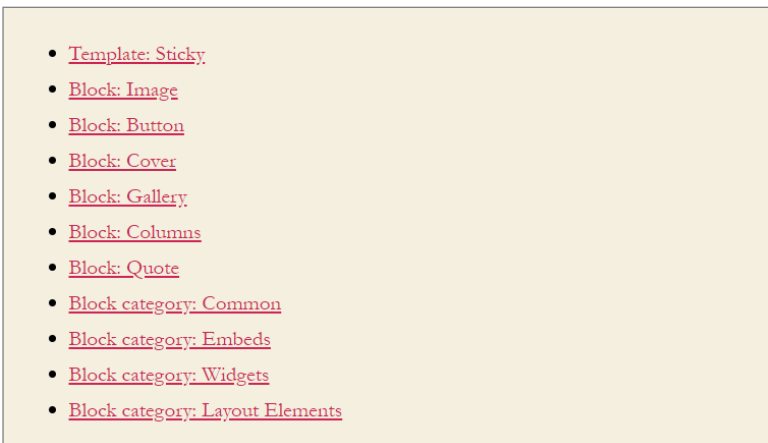 Template: Sticky
Block: Image
Block: Button
Block: Cover
Block: Gallery
Block: Columns
Block: Quote
Block category: Common
Block category: Embeds
Block category: Widgets
Block category: Layout Elements